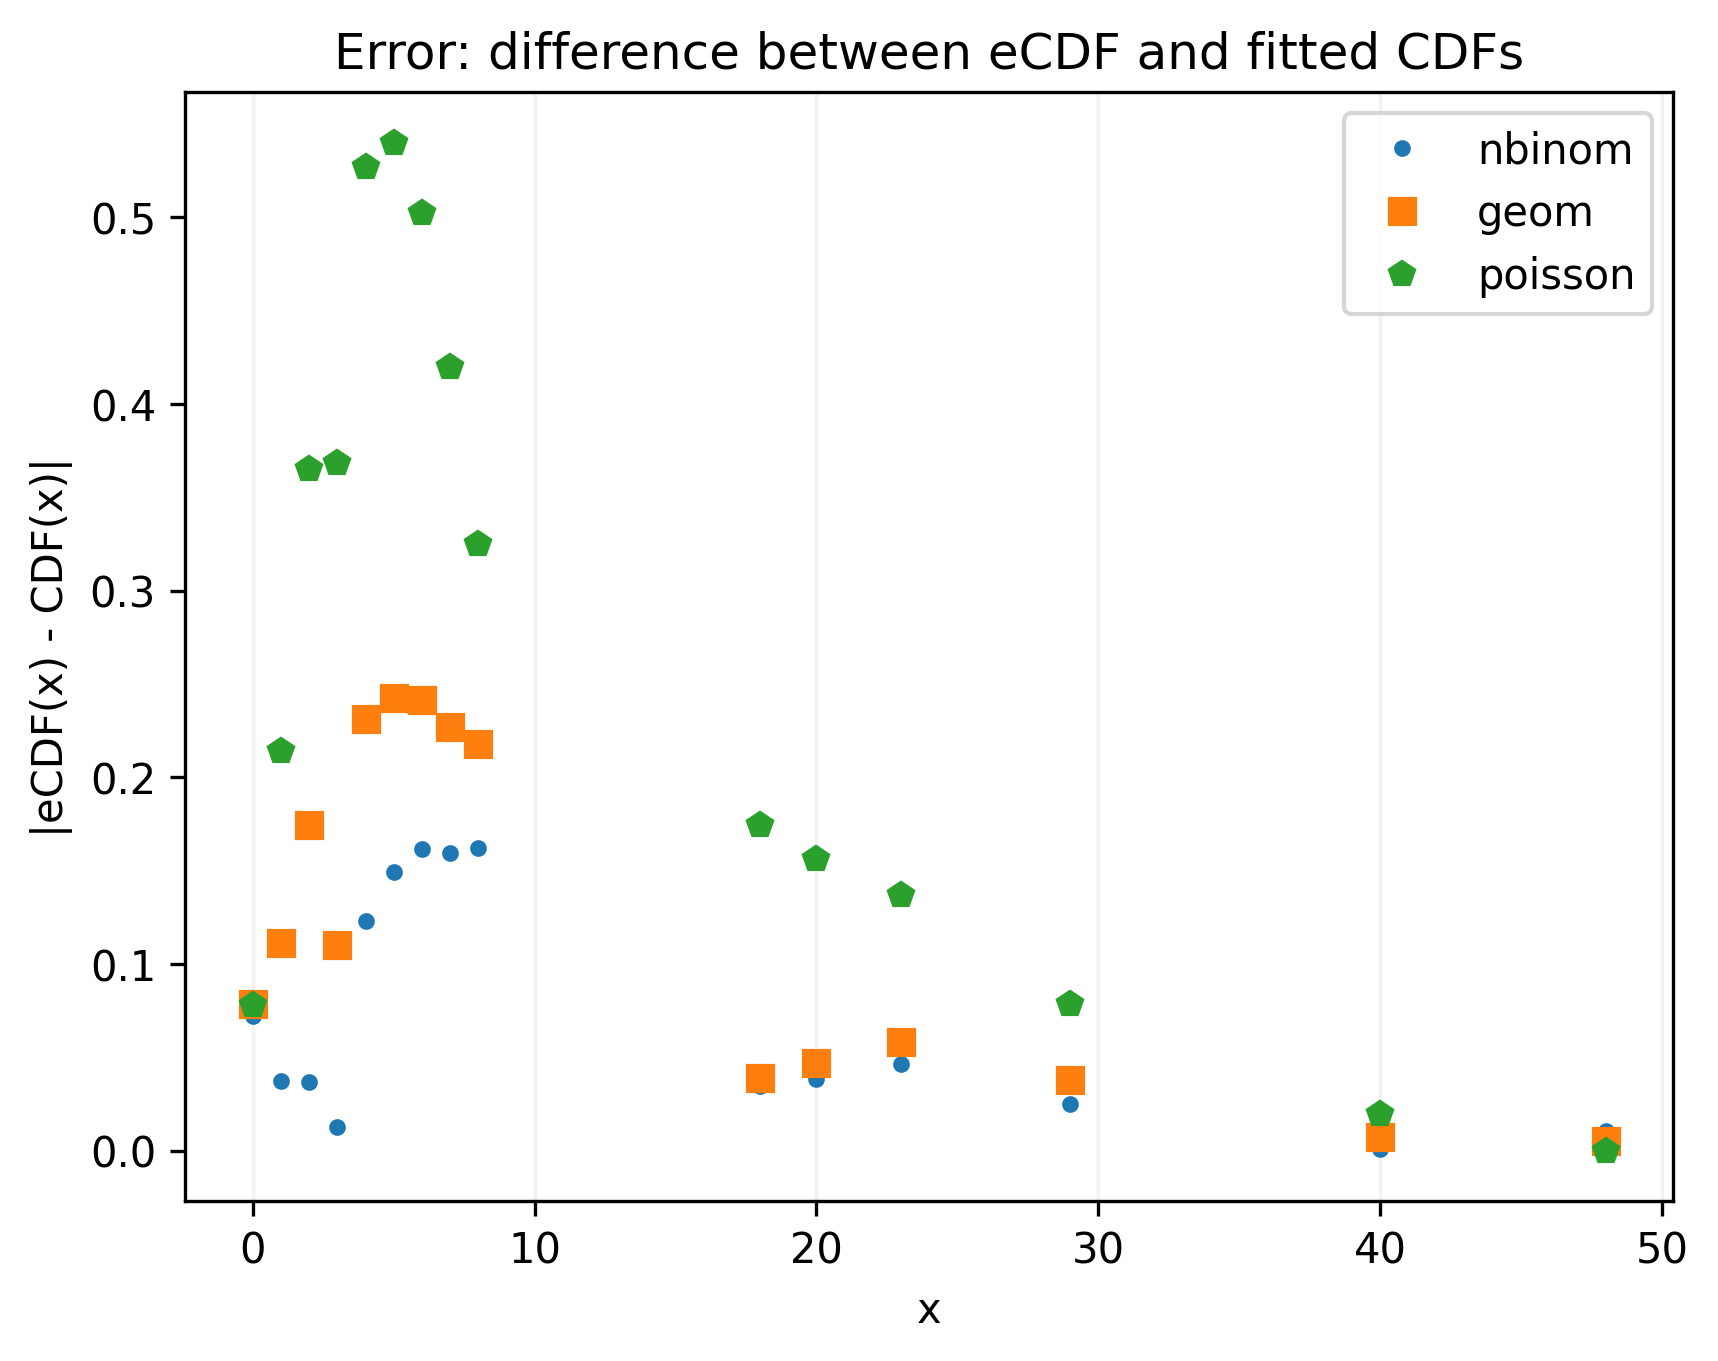 Error: difference between eCDF and fitted CDFs
nbinom
geom
poisson
|eCDF(x) - CDF(x)|
0.5
0.4
0.3
0.2
0.1
0.0
0 10 20 30 40 50
x